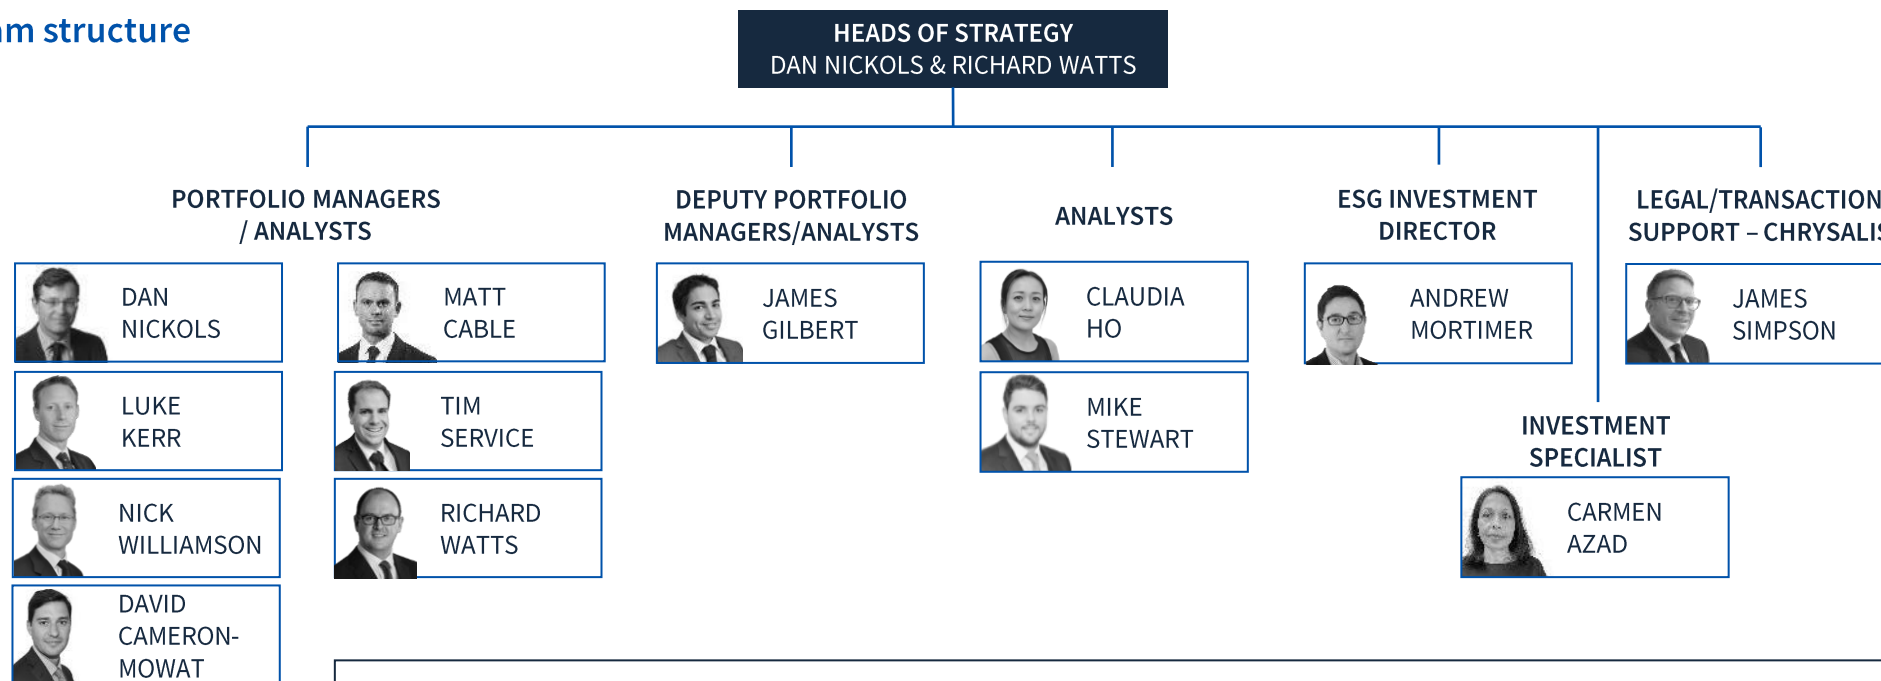 structure
HEADS OF STRATEGY
DAN NICKOLS & RICHARD WATTS
PORTFOLIO MANAGERS
/ ANALYSTS
DAN
NICKOLS
MATT
CABLE
LUKE
KERR
TIM
SERVICE
NICK
WILLIAMSON
RICHARD
WATTS
DAVID
CAMERON-
MOWAT
DEPUTY PORTFOLIO
MANAGERS/ANALYSTS
JAMES
GILBERT
ANALYSTS
CLAUDIA
HO
MIKE
STEWART
ESG INVESTMENT
DIRECTOR
ANDREW
MORTIMER
INVESTMENT
SPECIALIST
CARMEN
AZAD
LEGAL/TRANSACTION
SUPPORT – CHRYSALIS
JAMES
SIMPSON